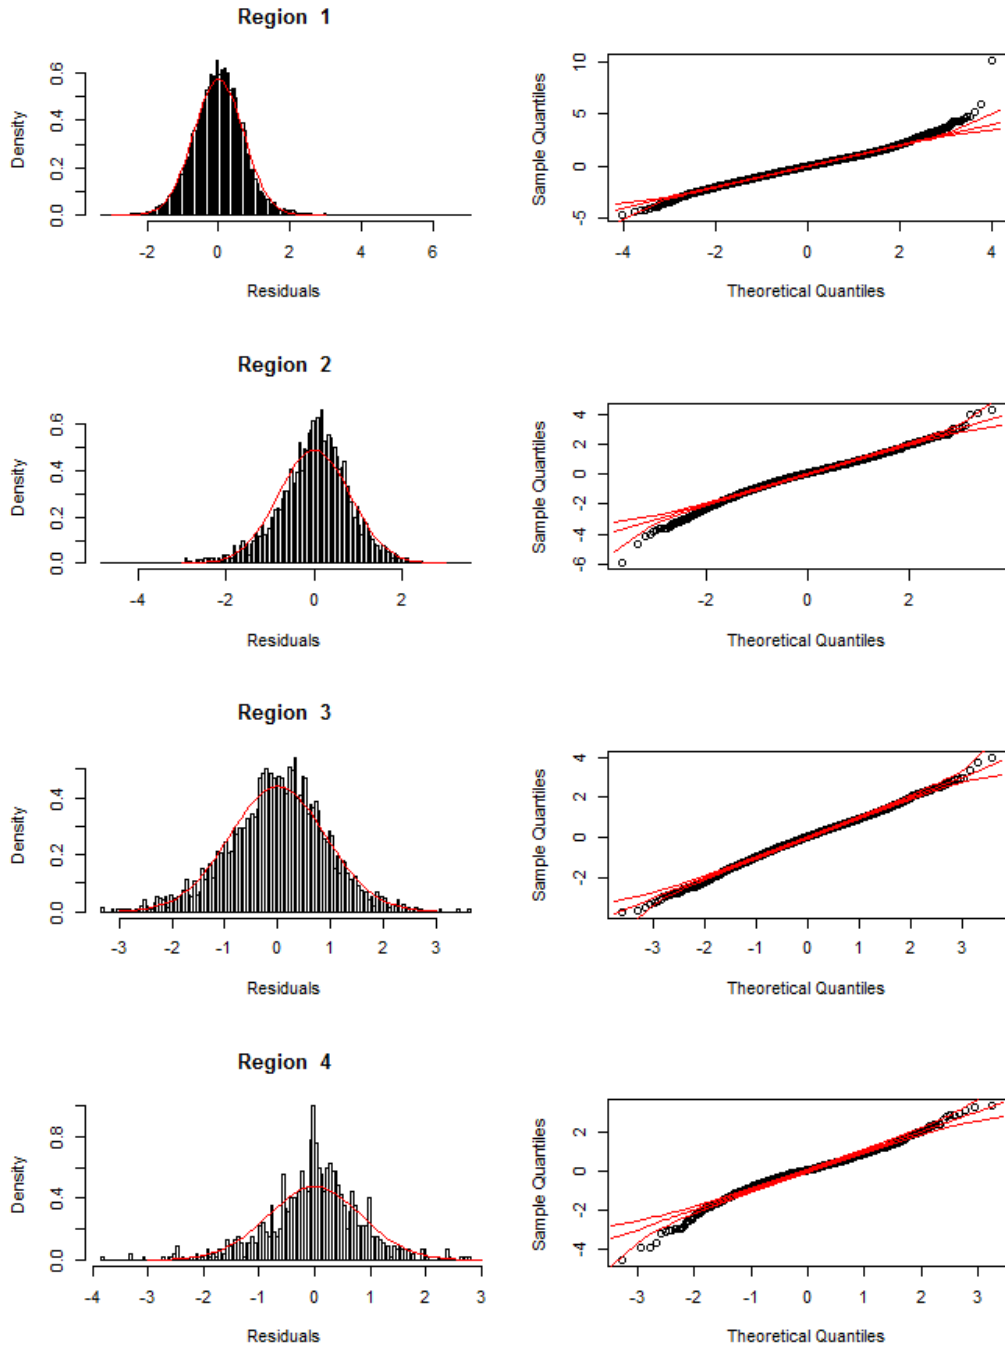 Region 1
Density
0.0 0.2 0.4 0.6
-2 0 2 4 6
Residuals
Sample Quantiles
-5 0 5 10
-4 -2 0 2 4
Theoretical Quantiles
Region 2
Density
0.0 0.2 0.4 0.6
-4 -2 0 2
Residuals
Sample Quantiles
-6 -4 -2 0 2 4
-2 0 2
Theoretical Quantiles
Region 3
Density
0.0 0.2 0.4
-3 -2 -1 0 1 2 3
Residuals
Sample Quantiles
-2 0 2 4
-3 -2 -1 0 1 2 3
Theoretical Quantiles
Region 4
Density
0.0 0.4 0.8
-4 -3 -2 -1 0 1 2 3
Residuals
Sample Quantiles
-4 -2 0 2
-3 -2 -1 0 1 2 3
Theoretical Quantiles